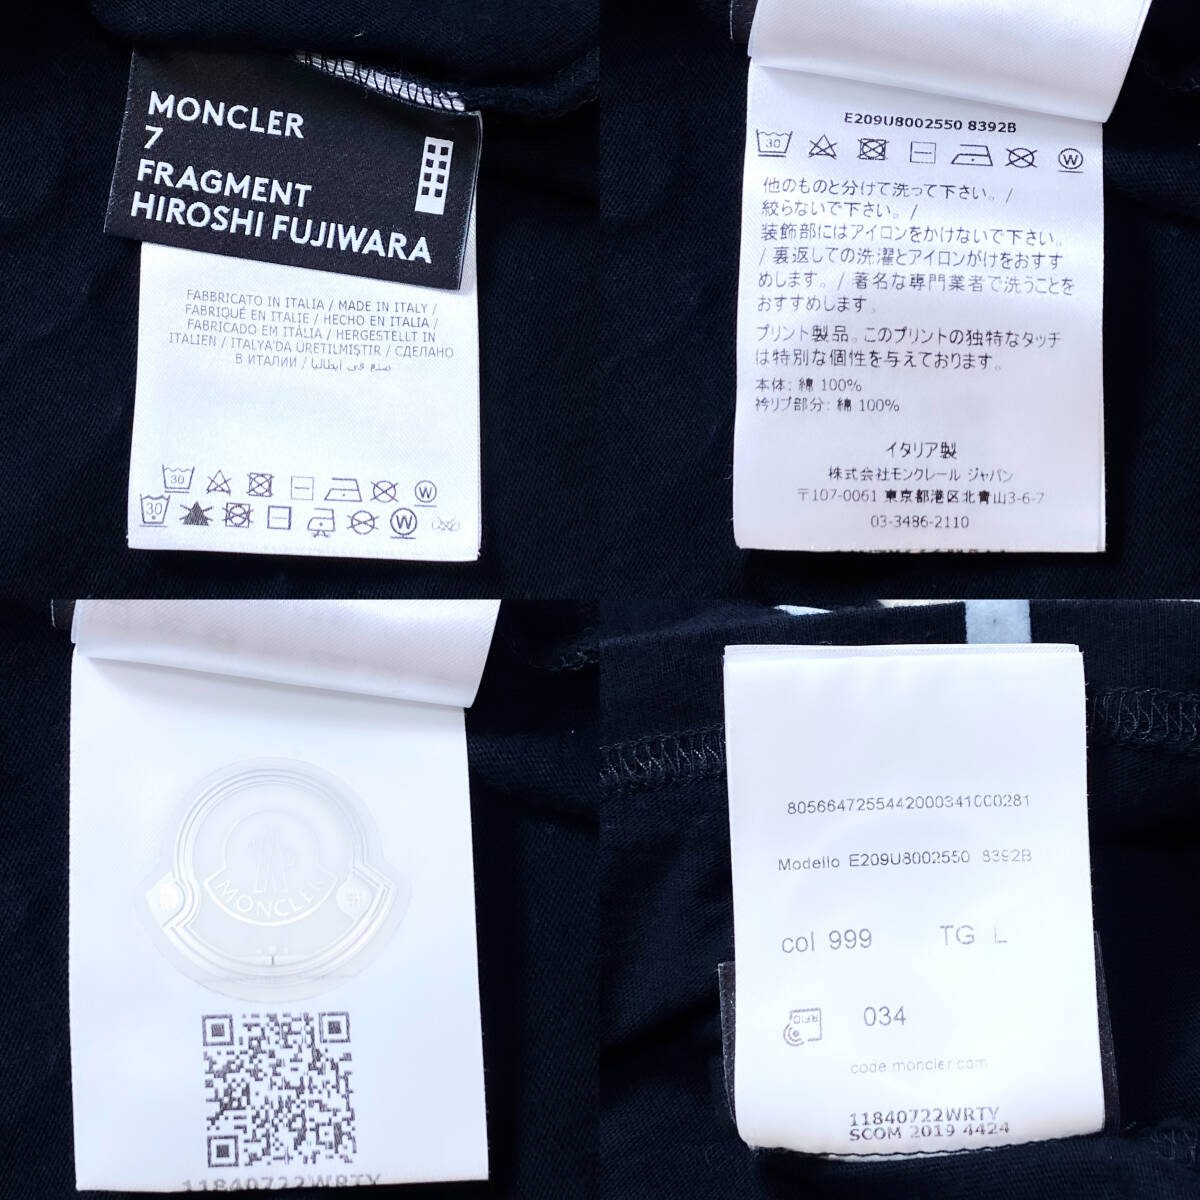 MONCLER
7
FRAGMENT
HIROSHI FUJIWARA
FABBRICATO IN ITALIA / MADE IN ITALY /
FABRIQUÉ EN ITALIE / HECHO EN ITALIA /
FABRICADO EM ITÁLIA / HERGESTELLT IN
ITALIEN / ITALYA'DA ÜRETILMIŞTIR / СДЕЛАНО
В ИТАЛИИ / صنع في ايطاليا
30
W
30
W
E209U8002550 8392B
30
W
他のものと分けて洗って下さい。/
絞らないで下さい。/
装飾部にはアイロンをかけないで下さい。
/ 裏返しての洗濯とアイロンがけをおすす
めします。/ 著名な専門業者で洗うことを
おすすめします。
プリント製品。このプリントの独特なタッチ
は特別な個性を与えております。
本体: 綿 100%
衿リブ部分: 綿 100%
イタリア製
株式会社モンクレール ジャパン
〒107-0061 東京都港区北青山3-6-7
03-3486-2110
MONCLER
11840722WRTY
8056647255442000341000281
Modello E209U8002550 8392B
col 999 TG L
RFID
034
code.moncler.com
11840722WRTY
SCOM 2019 4424